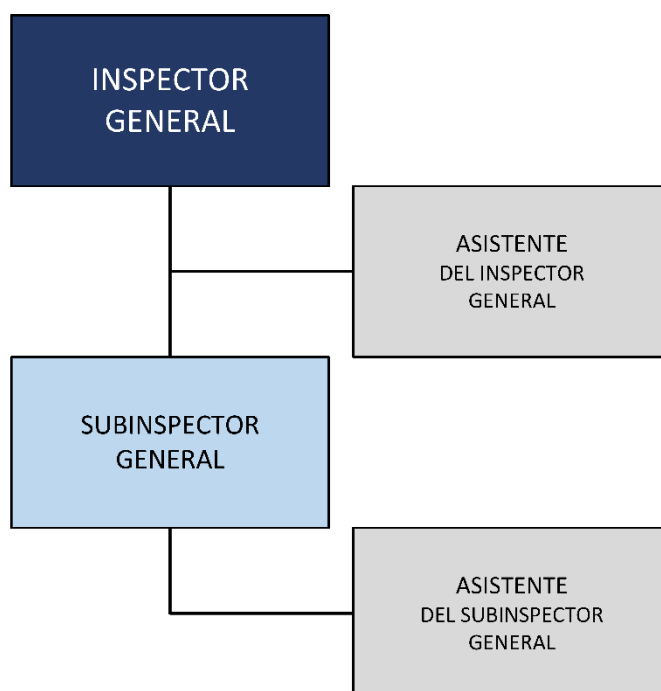 INSPECTOR
GENERAL
ASISTENTE
DEL INSPECTOR
GENERAL
SUBINSPECTOR
GENERAL
ASISTENTE
DEL SUBINSPECTOR
GENERAL